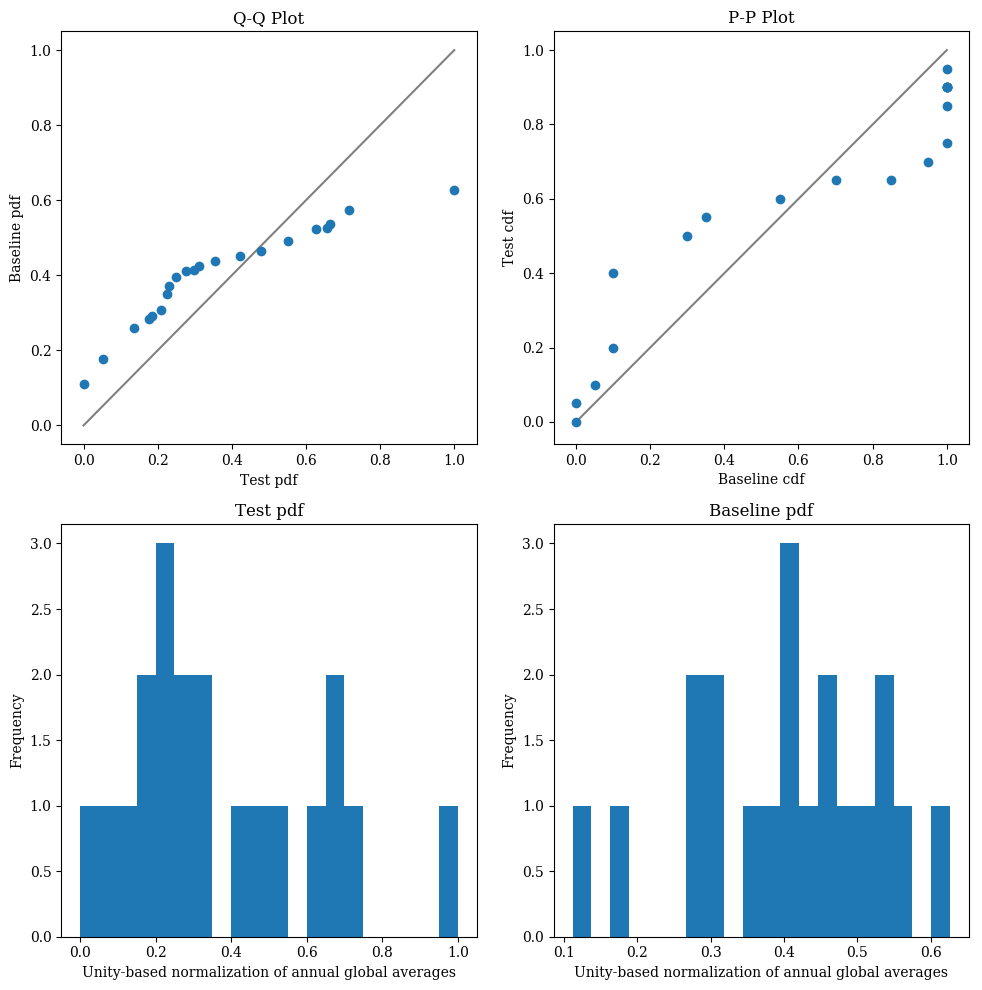 Q-Q Plot
1.0
0.8
0.6
0.4
0.2
0.0
Baseline pdf
0.0 0.2 0.4 0.6 0.8 1.0
Test pdf
P-P Plot
1.0
0.8
0.6
0.4
0.2
0.0
Test cdf
0.0 0.2 0.4 0.6 0.8 1.0
Baseline cdf
Test pdf
3.0
2.5
2.0
1.5
1.0
0.5
0.0
Frequency
0.0 0.2 0.4 0.6 0.8 1.0
Unity-based normalization of annual global averages
Baseline pdf
3.0
2.5
2.0
1.5
1.0
0.5
0.0
Frequency
0.1 0.2 0.3 0.4 0.5 0.6
Unity-based normalization of annual global averages